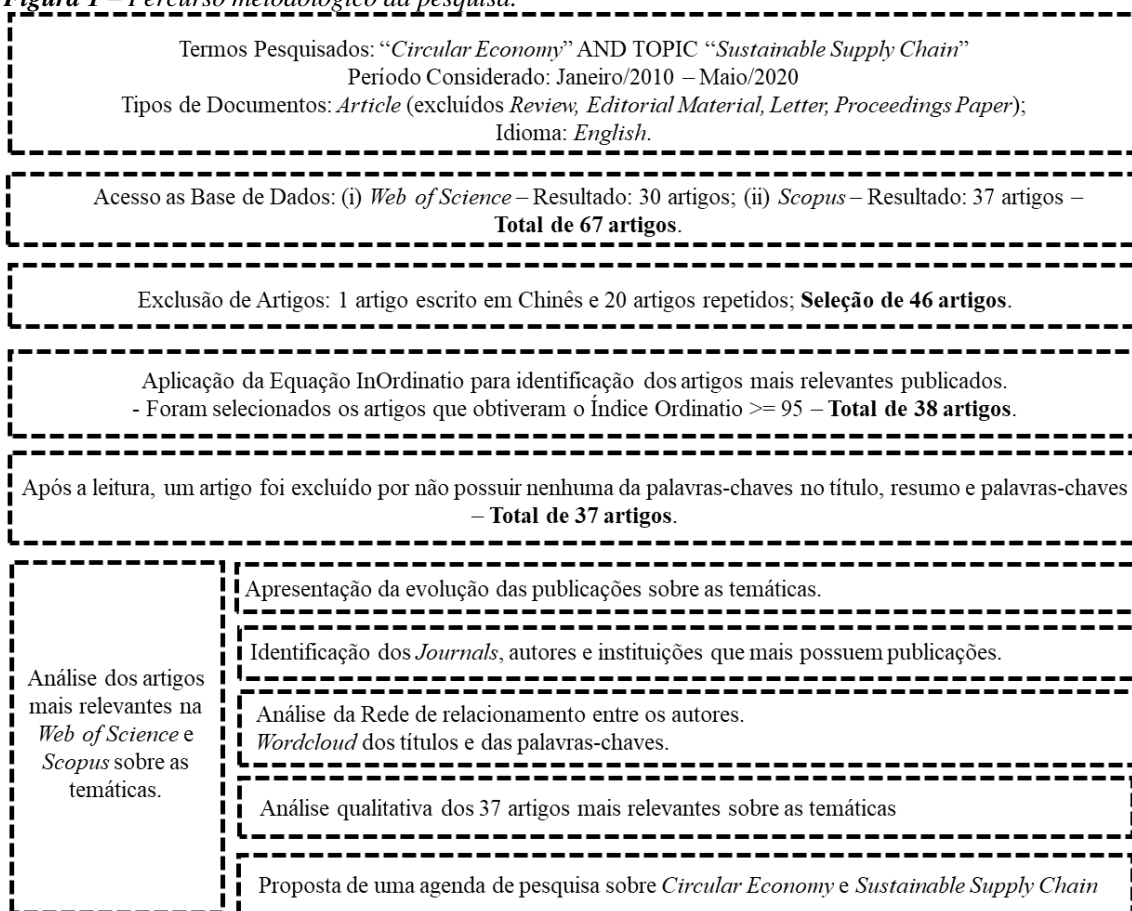 Figura 1 – Percurso metodológico da pesquisa.
Termos Pesquisados: “Circular Economy” AND TOPIC “Sustainable Supply Chain”
Período Considerado: Janeiro/2010 – Maio/2020
Tipos de Documentos: Article (excluídos Review, Editorial Material, Letter, Proceedings Paper);
Idioma: English.
Acesso as Base de Dados: (i) Web of Science – Resultado: 30 artigos; (ii) Scopus – Resultado: 37 artigos –
Total de 67 artigos.
Exclusão de Artigos: 1 artigo escrito em Chinês e 20 artigos repetidos; Seleção de 46 artigos.
Aplicação da Equação InOrdinatio para identificação dos artigos mais relevantes publicados.
- Foram selecionados os artigos que obtiveram o Índice Ordinatio >= 95 – Total de 38 artigos.
Após a leitura, um artigo foi excluído por não possuir nenhuma da palavras-chaves no título, resumo e palavras-chaves
– Total de 37 artigos.
Análise dos artigos
mais relevantes na
Web of Science e
Scopus sobre as
temáticas.
Apresentação da evolução das publicações sobre as temáticas.
Identificação dos Journals, autores e instituições que mais possuem publicações.
Análise da Rede de relacionamento entre os autores.
Wordcloud dos títulos e das palavras-chaves.
Análise qualitativa dos 37 artigos mais relevantes sobre as temáticas
Proposta de uma agenda de pesquisa sobre Circular Economy e Sustainable Supply Chain